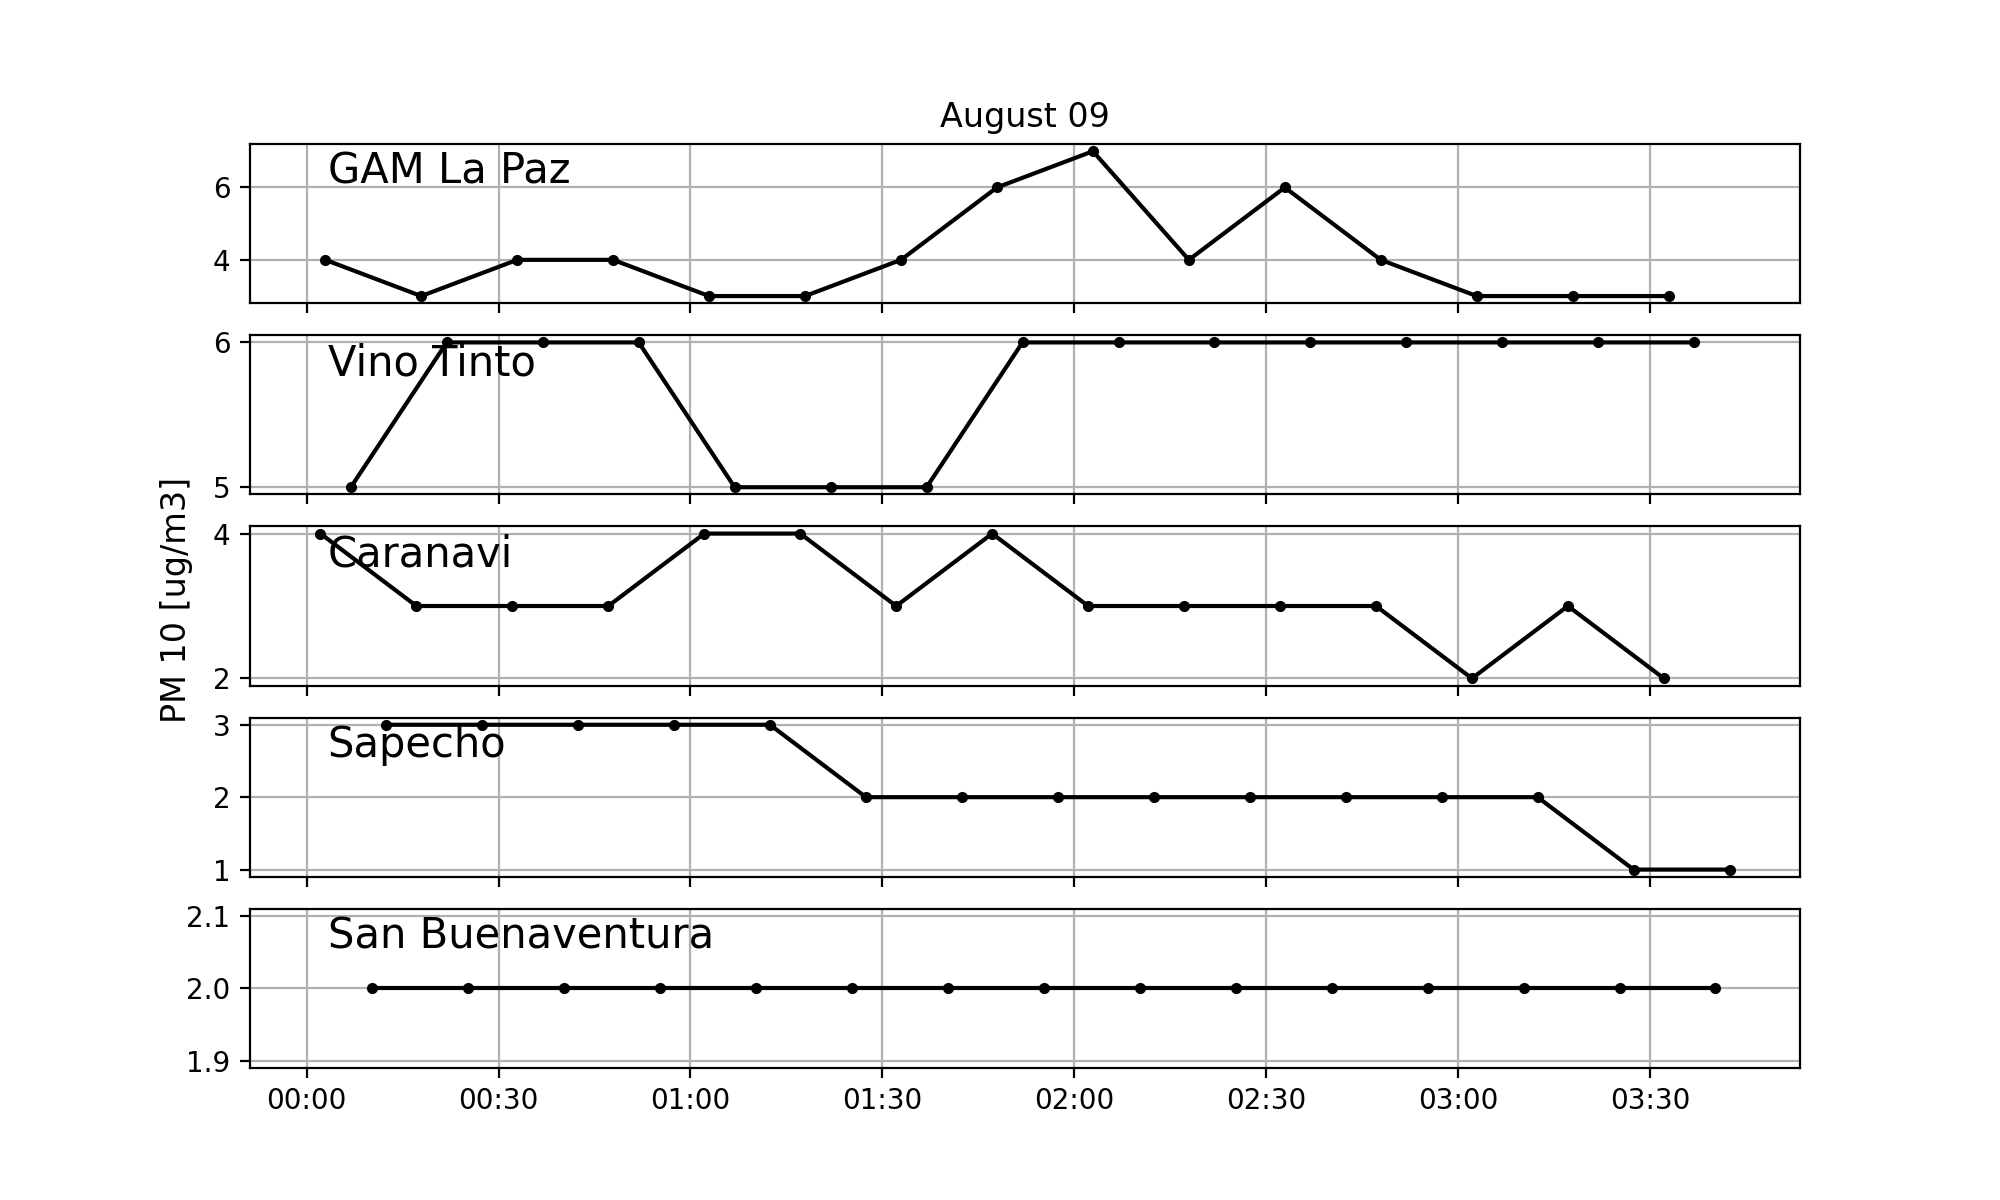 August 09
GAM La Paz
6
4
Vino Tinto
6
5
PM 10 [ug/m3]
Caranavi
4
2
Sapecho
3
2
1
San Buenaventura
2.1
2.0
1.9
00:00 00:30 01:00 01:30 02:00 02:30 03:00 03:30